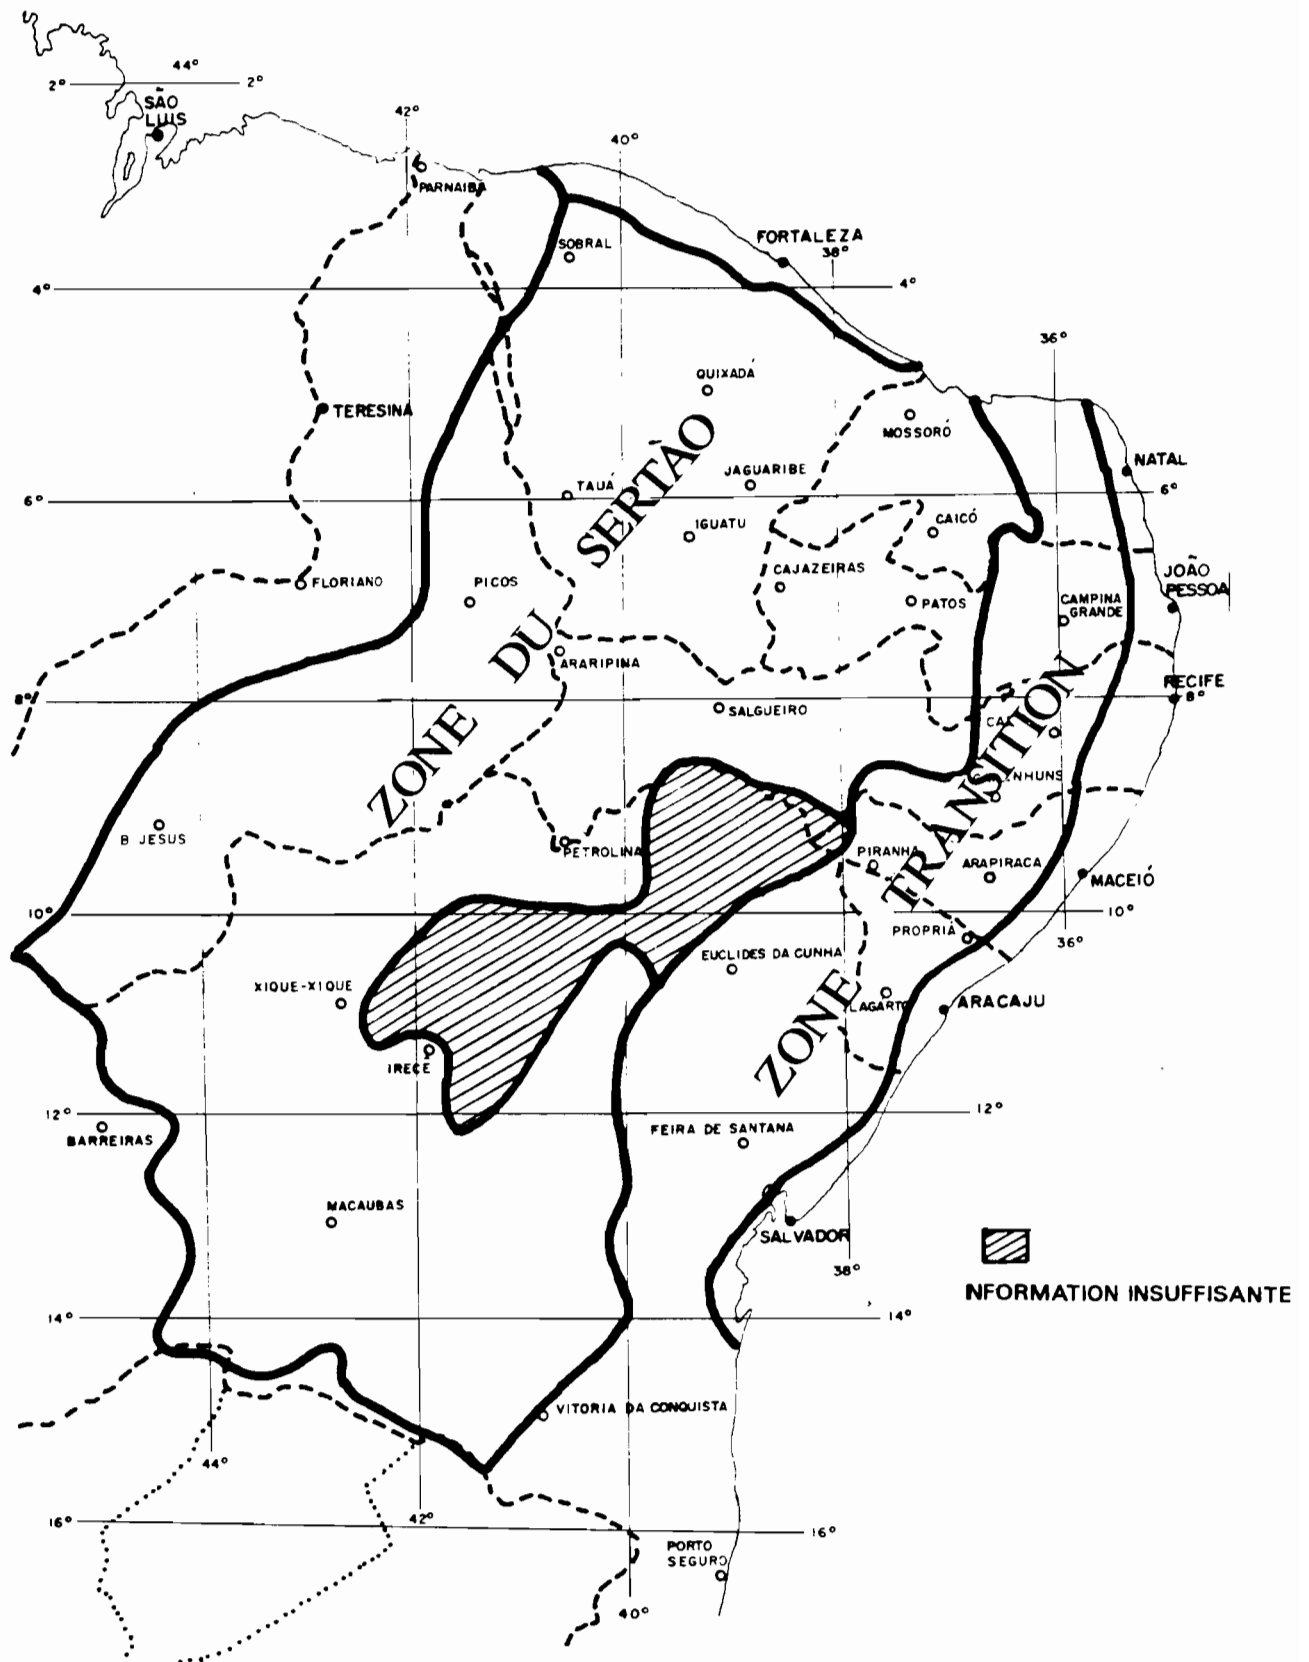 44°
2°
2°
SÃO
LUIS
42°
40°
PARNAIBA
SOBRAL
FORTALEZA
38°
4°
4°
36°
QUIXADÁ
TERESINA
MOSSORÓ
NATAL
JAGUARIBE
TAUÁ
6°
6°
IGUATU
CAICÓ
ZONE DU SERTÃO
JOÃO
PESSOA
CAJAZEIRAS
FLORIANO
PICOS
PATOS
CAMPINA
GRANDE
ARARIPINA
RECIFE
8°
8°
SALGUEIRO
ZONE TRANSITION
B JESUS
PETROLINA
PIRANHA
ARAPIRACA
MACEIÓ
10°
10°
PROPRIÁ
36°
EUCLIDES DA CUNHA
XIQUE-XIQUE
LAGARTO
ARACAJU
IRECÊ
12°
12°
BARREIRAS
FEIRA DE SANTANA
MACAUBAS
SALVADOR
38°
NFORMATION INSUFFISANTE
14°
14°
VITORIA DA CONQUISTA
44°
42°
16°
16°
PORTO
SEGURO
40°